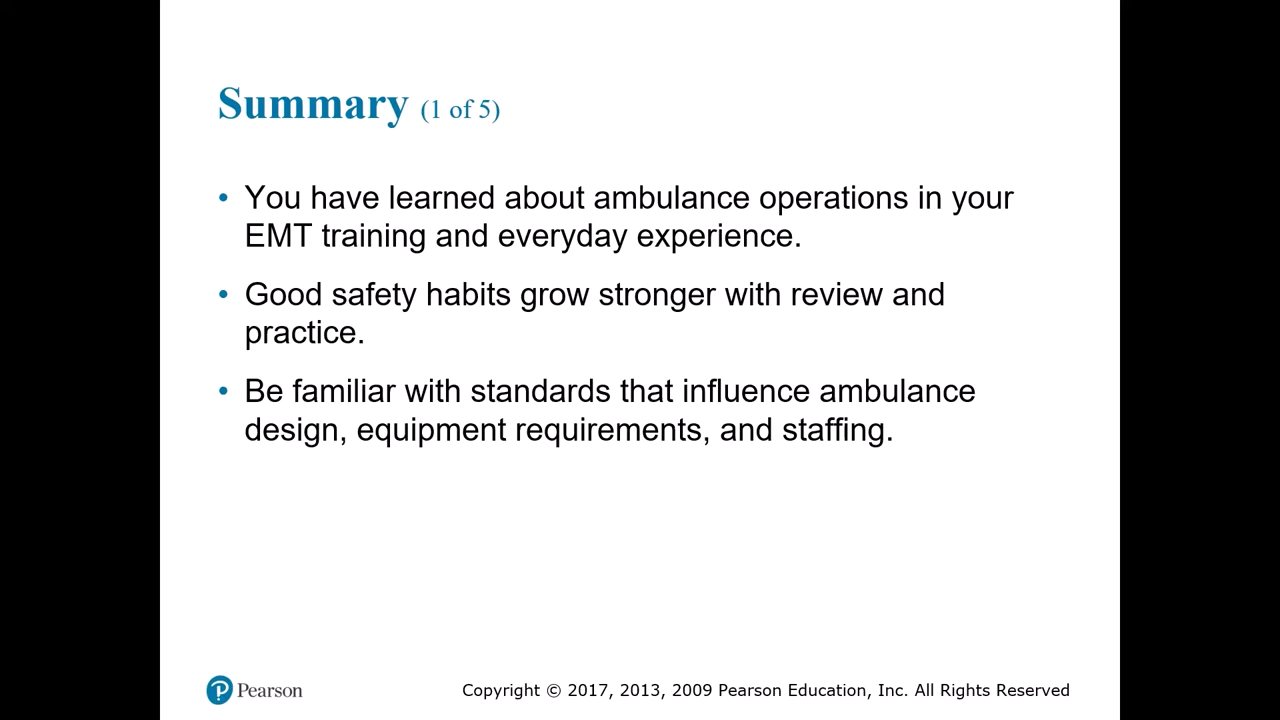 Summary (1 of 5)
• You have learned about ambulance operations in your
EMT training and everyday experience.
• Good safety habits grow stronger with review and
practice.
• Be familiar with standards that influence ambulance
design, equipment requirements, and staffing.
Pearson
Copyright © 2017, 2013, 2009 Pearson Education, Inc. All Rights Reserved